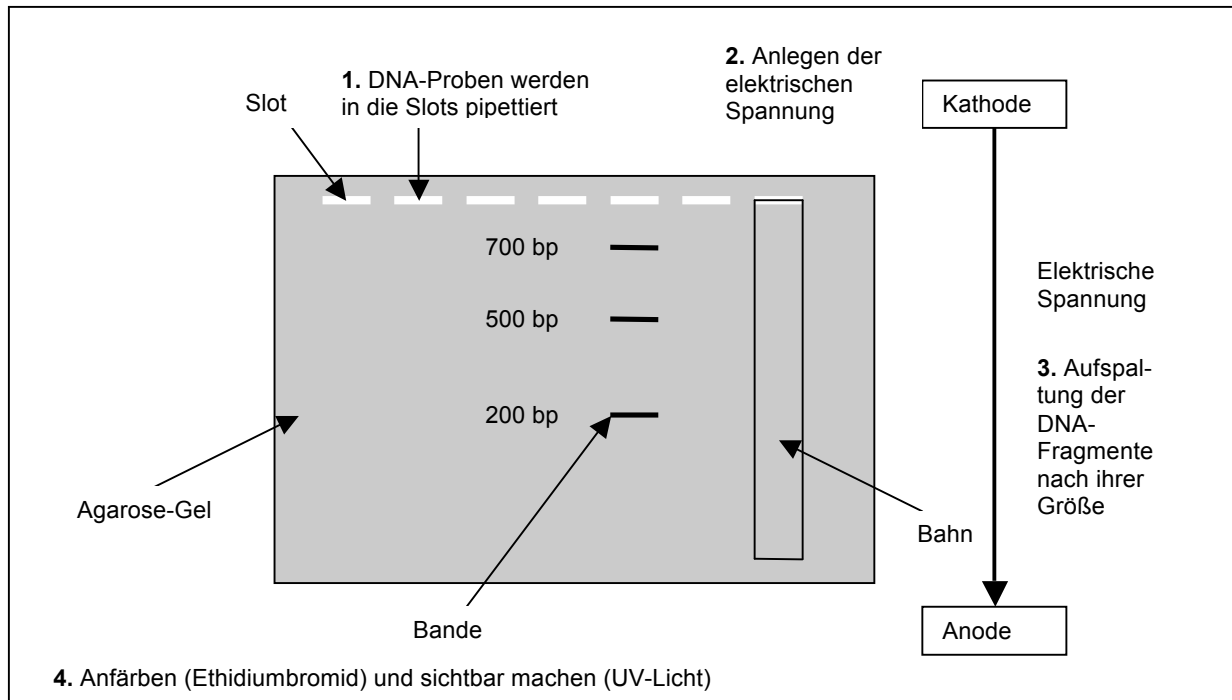 Slot
1. DNA-Proben werden
in die Slots pipettiert
2. Anlegen der
elektrischen
Spannung
Kathode
700 bp
500 bp
200 bp
Elektrische
Spannung
3. Aufspal-
tung der
DNA-
Fragmente
nach ihrer
Größe
Agarose-Gel
Bahn
Bande
Anode
4. Anfärben (Ethidiumbromid) und sichtbar machen (UV-Licht)